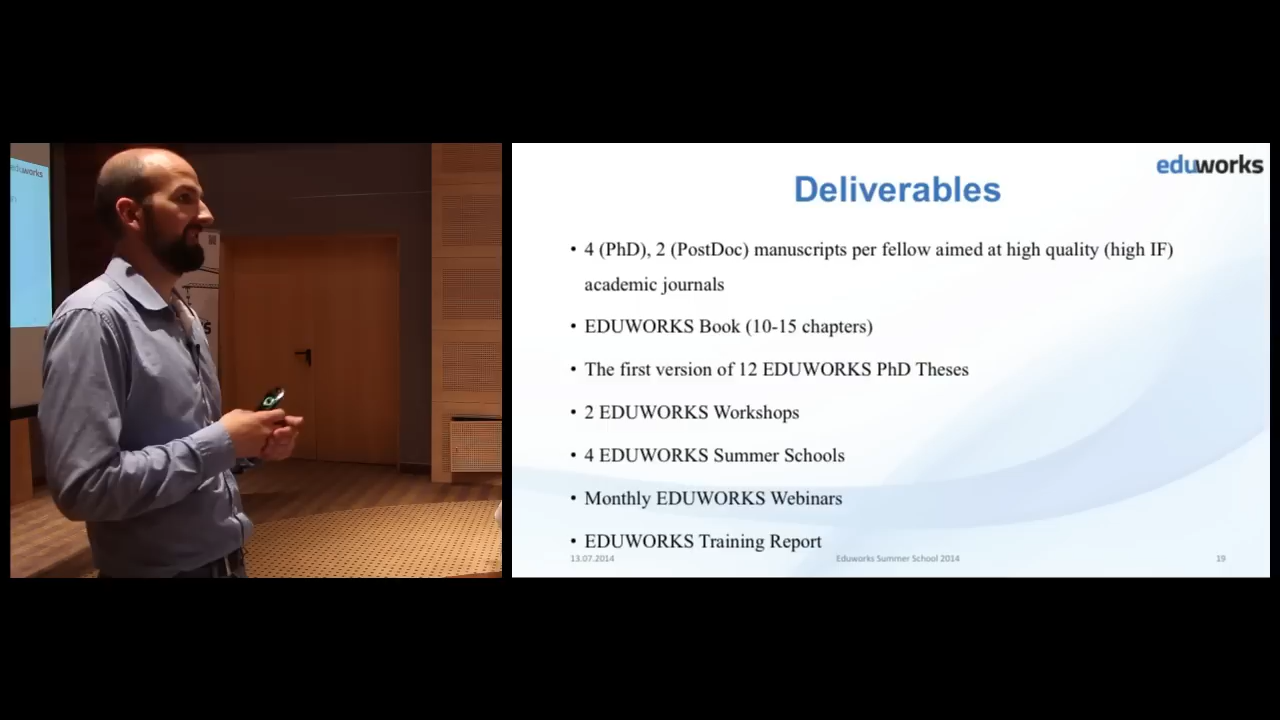 eduworks
Deliverables
• 4 (PhD), 2 (PostDoc) manuscripts per fellow aimed at high quality (high IF)
academic journals
• EDUWORKS Book (10-15 chapters)
• The first version of 12 EDUWORKS PhD Theses
• 2 EDUWORKS Workshops
• 4 EDUWORKS Summer Schools
• Monthly EDUWORKS Webinars
• EDUWORKS Training Report
13.07.2014 Eduworks Summer School 2014 19
eduworks